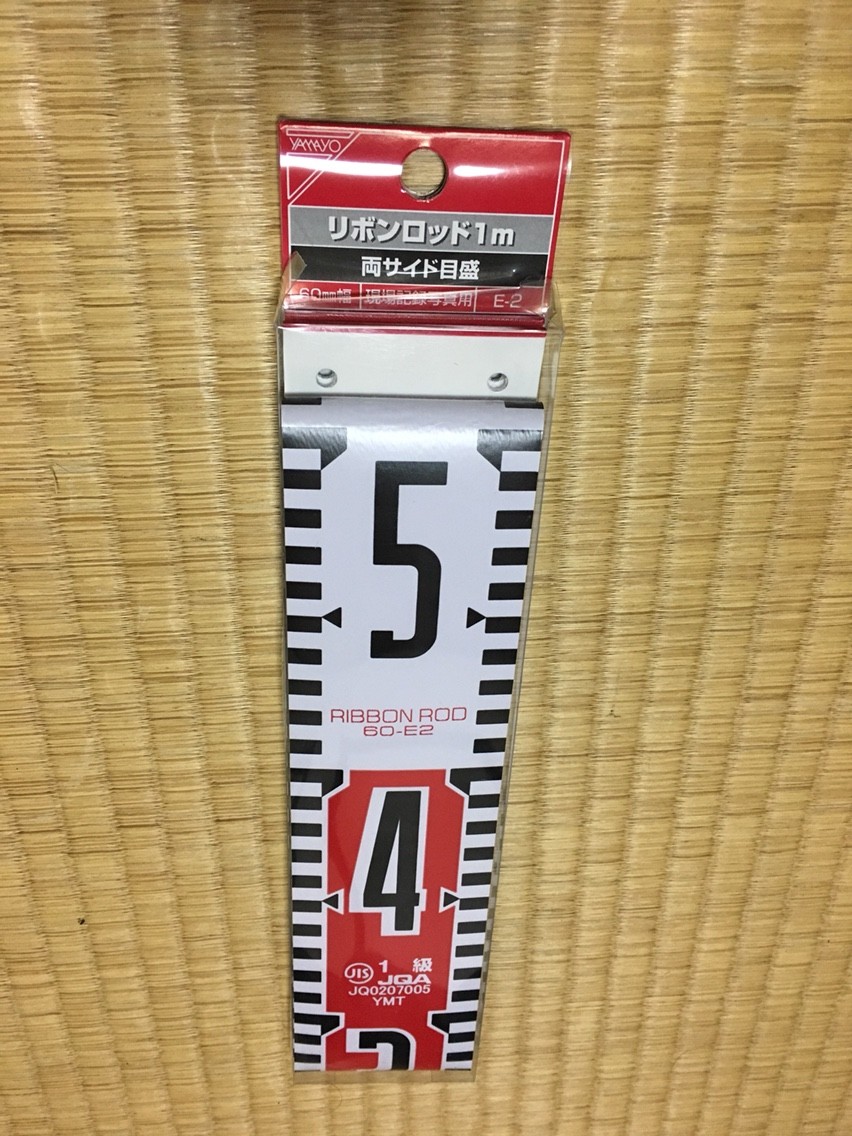 YAMAYO
リボンロッド1m
両サイド目盛
60mm幅 現場記録写真用 E-2
5
RIBBON ROD
60-E2
4
JIS 1 級
JQA
JQ0207005
YMT